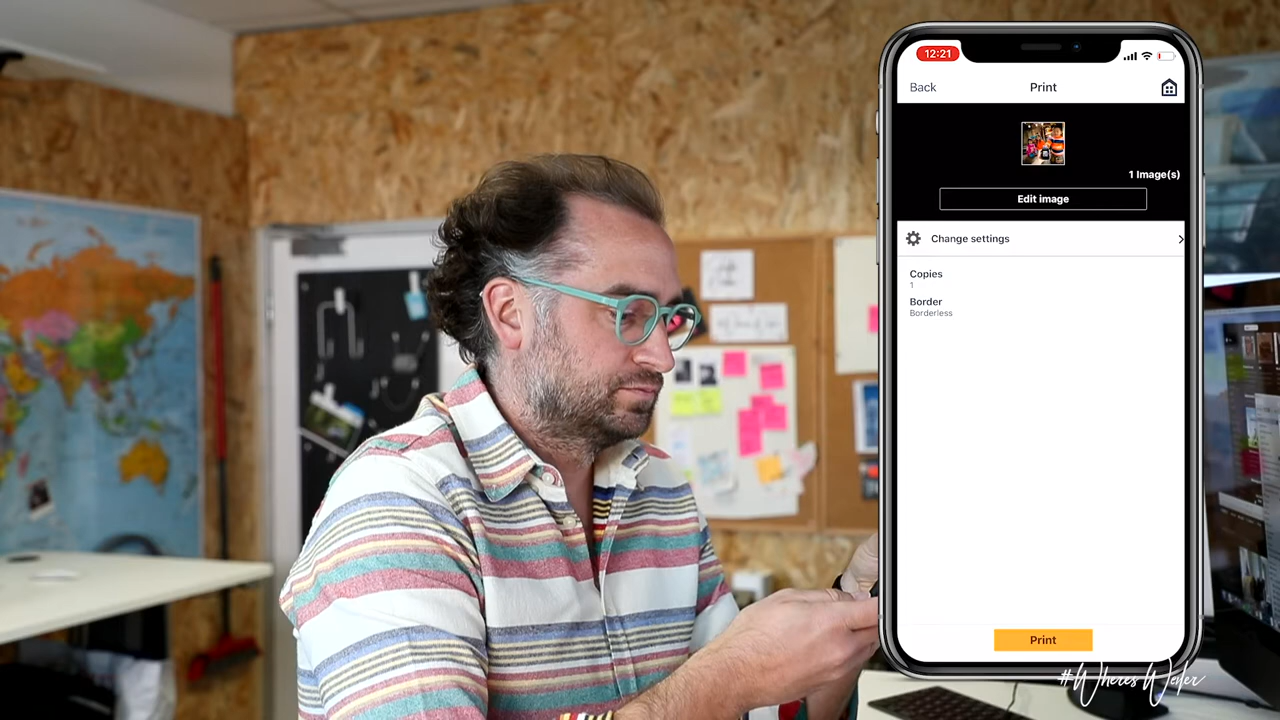 12:21
Back
Print
1 Image(s)
Edit image
Change settings
Copies
1
Border
Borderless
Print
#WheresWeiler